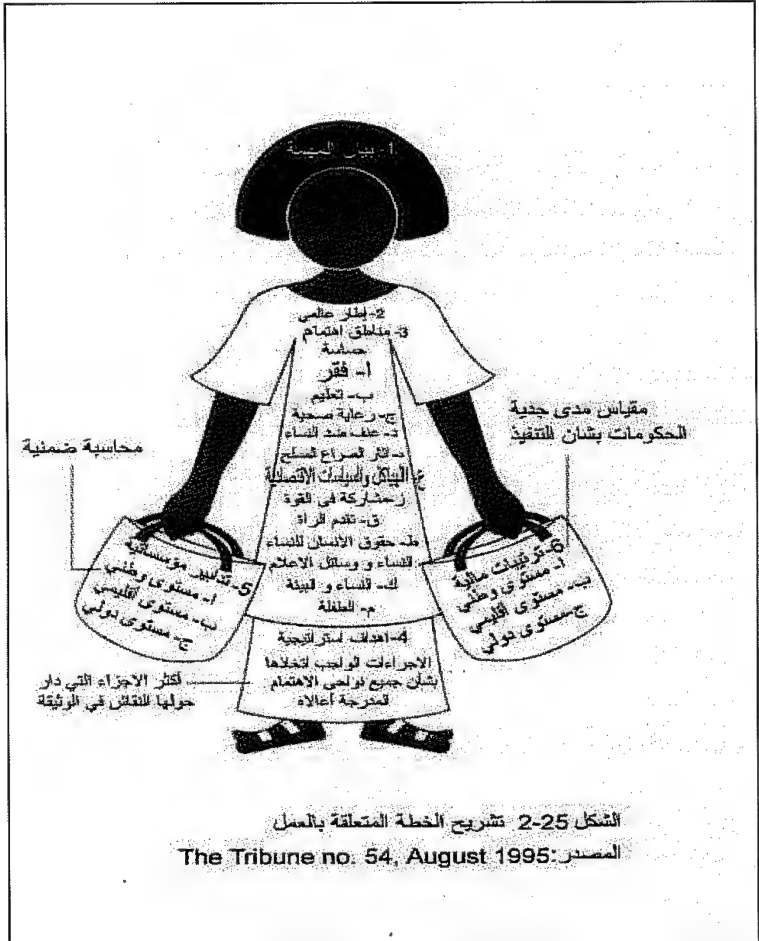 1- بيان المهمة
2- إطار عالمي
3- مناطق اهتمام
حساسة
أ- فقر
ب- تعليم
ج- رعاية صحية
د- عنف ضد النساء
اثار الصراع المسلح
الهياكل والسياسات الاقتصادية
ز- مشاركة في القوة
ق- تقدم
ط- حقوق الانسان للنساء
النساء و وسائل الاعلام
ك- النساء و البيئة
م- الطفلة
4- اهداف استراتيجية
الاجراءات الواجب اتخاذها
بشأن جميع نواحي الاهتمام
المدرجة أعلاه
محاسبة ضمنية
5- تدابير مؤسساتية
أ- مستوى وطني
ب- مستوى اقليمي
ج- مستوى دولي
مقياس مدى جدية
الحكومات بشأن التنفيذ
6- ترتيبات مالية
أ- مستوى وطني
ب- مستوى اقليمي
ج- مستوى دولي
أكثر الاجزاء التي دار
حولها النقاش في الوثيقة
الشكل 25-2 تشريح الخطة المتعلقة بالعمل
المصدر: The Tribune no. 54, August 1995